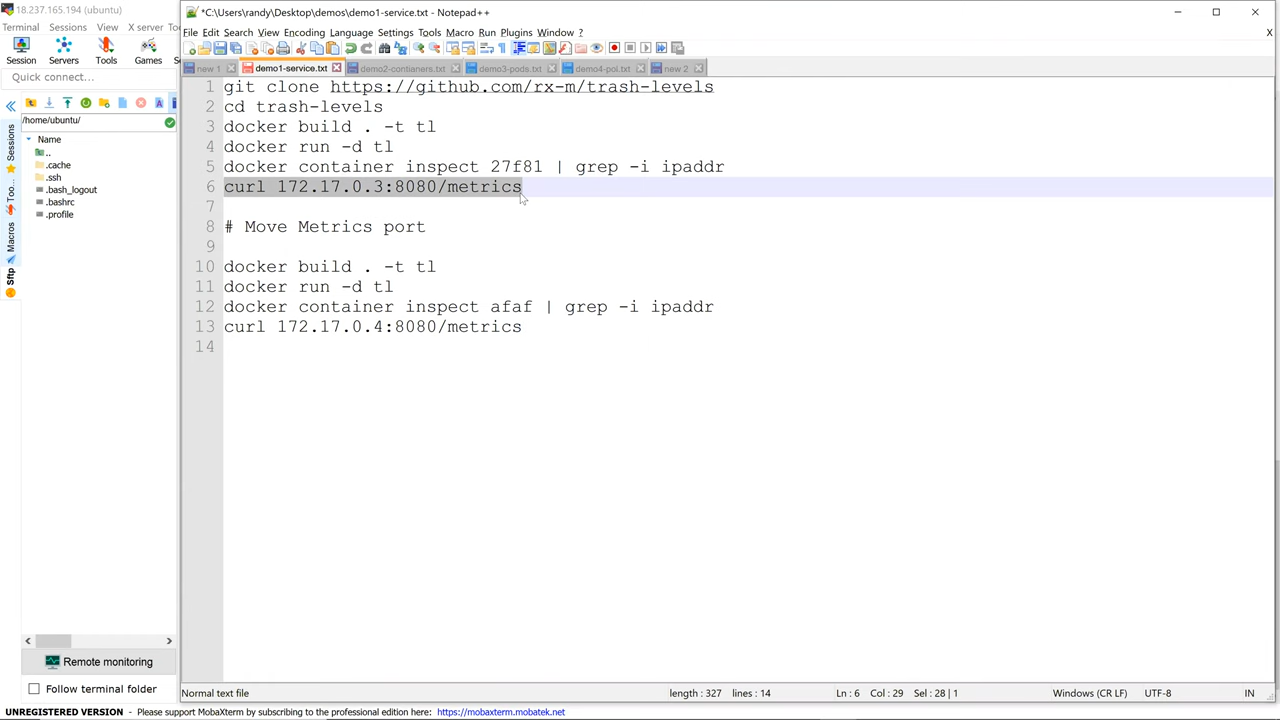 18.237.165.194 (ubuntu)
*C:\Users\randy\Desktop\demos\demo1-service.txt - Notepad++
Terminal Sessions View X server
File Edit Search View Encoding Language Settings Tools Macro Run Plugins Window ? X
Session Servers Tools Games
Quick connect...
new 1 demo1-service.txt demo2-contianers.txt demo3-pods.txt demo4-pol.txt new 2
/home/ubuntu/
Name
..
.cache
.ssh
.bash_logout
.bashrc
.profile
Sessions
Macros
Sftp
1 git clone https://github.com/rx-m/trash-levels
2 cd trash-levels
3 docker build . -t tl
4 docker run -d tl
5 docker container inspect 27f81 | grep -i ipaddr
6 curl 172.17.0.3:8080/metrics
7
8 # Move Metrics port
9
10 docker build . -t tl
11 docker run -d tl
12 docker container inspect afaf | grep -i ipaddr
13 curl 172.17.0.4:8080/metrics
14
Remote monitoring
Follow terminal folder
Normal text file length : 327 lines : 14 Ln : 6 Col : 29 Sel : 28 | 1 Windows (CR LF) UTF-8 IN
UNREGISTERED VERSION - Please support MobaXterm by subscribing to the professional edition here: https://mobaxterm.mobatek.net